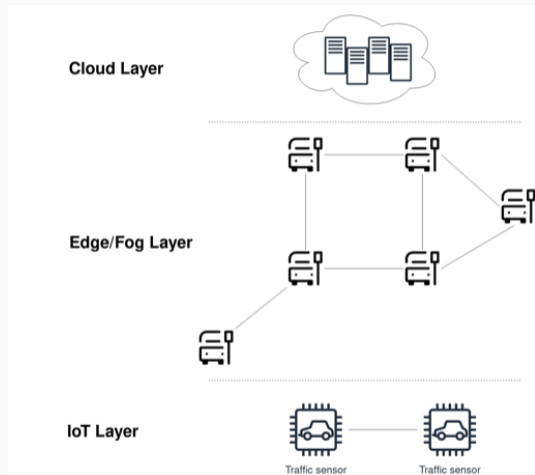 Cloud Layer
Edge/Fog Layer
IoT Layer
Traffic sensor
Traffic sensor